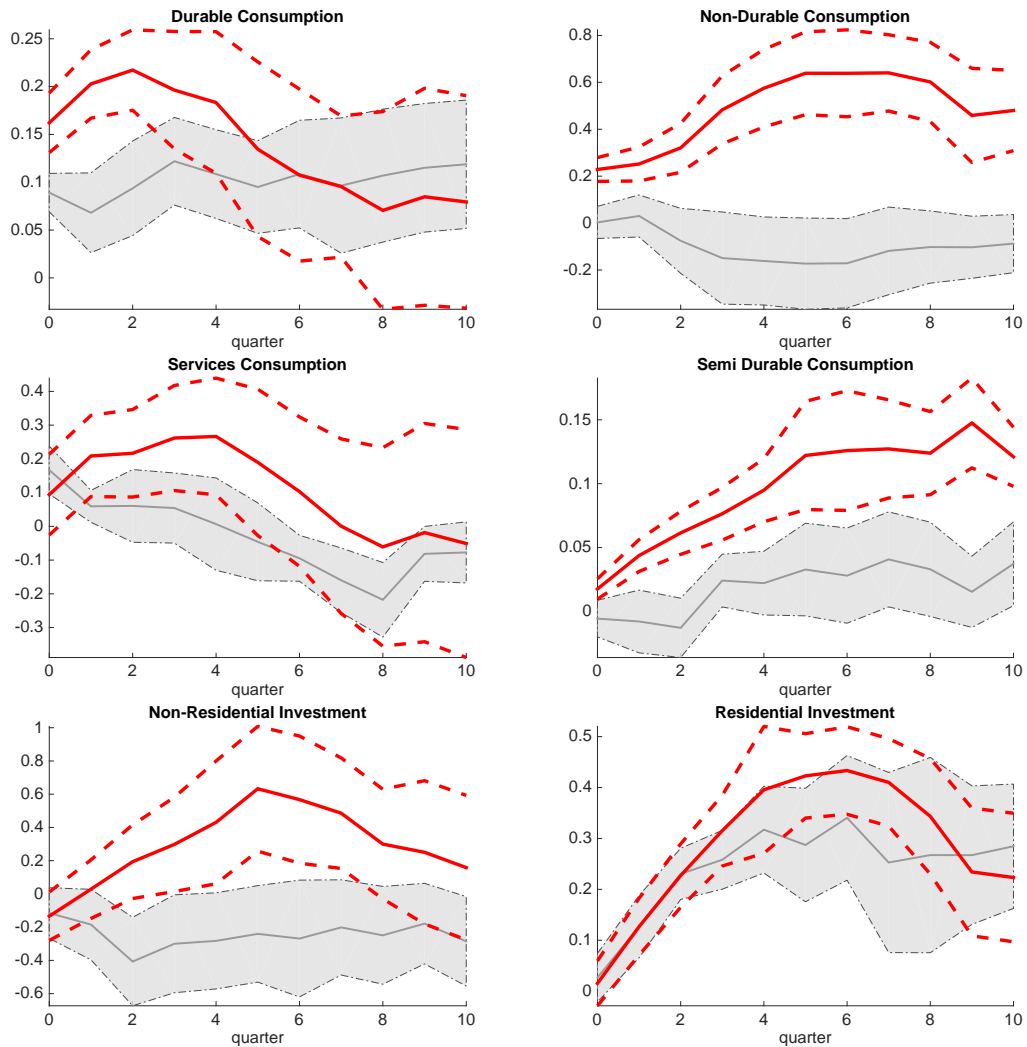 Durable Consumption
0.25
0.2
0.15
0.1
0.05
0
0 2 4 6 8 10
quarter
Non-Durable Consumption
0.8
0.6
0.4
0.2
0
-0.2
0 2 4 6 8 10
quarter
Services Consumption
0.4
0.3
0.2
0.1
0
-0.1
-0.2
-0.3
0 2 4 6 8 10
quarter
Semi Durable Consumption
0.15
0.1
0.05
0
0 2 4 6 8 10
quarter
Non-Residential Investment
1
0.8
0.6
0.4
0.2
0
-0.2
-0.4
-0.6
0 2 4 6 8 10
quarter
Residential Investment
0.5
0.4
0.3
0.2
0.1
0
0 2 4 6 8 10
quarter